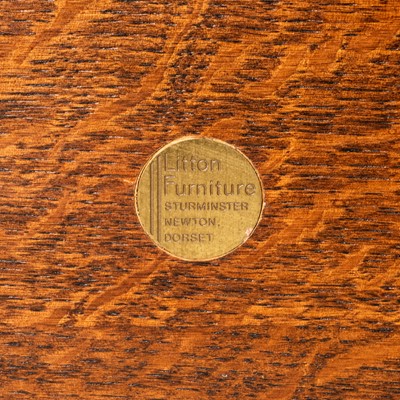 Litton
Furniture
STURMINSTER
NEWTON,
DORSET